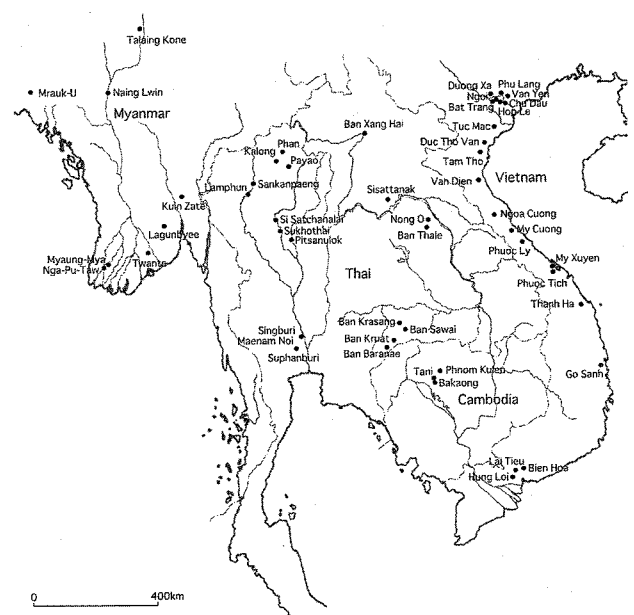 Talaing Kone
Mrauk-U
Naing Lwin
Myanmar
Duong Xa
Phu Lang
Ngoi
Van Yen
Bat Trang
Chu Dau
Hop Le
Ban Xang Hai
Tuc Mac
Phan
Kalong
Payao
Duc Tho Van
Tam Tho
Lamphun
Sankanpaeng
Sisattanak
Van Dien
Vietnam
Kuin Zate
Si Satchanalai
Nong O
Ngoa Cuong
Lagunbyee
Sukhothai
Pitsanulok
Ban Thale
My Cuong
Phuoc Ly
Myaung-Mya
Nga-Pu-Taw
Twante
Thai
My Xuyen
Phuoc Tich
Thanh Ha
Singburi
Maenam Noi
Suphanburi
Ban Krasang
Ban Sawai
Ban Kruat
Ban Baranae
Tani
Phnom Kulen
Bakaong
Go Sanh
Cambodia
Lai Tieu
Bien Hoa
Hung Loi
0
400km